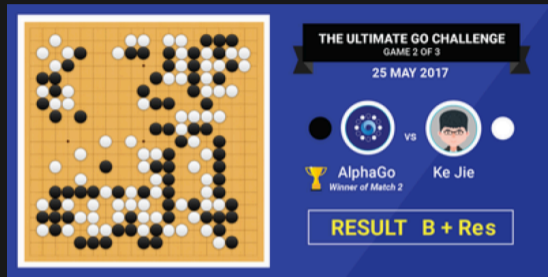 THE ULTIMATE GO CHALLENGE
GAME 2 OF 3
25 MAY 2017
vs
AlphaGo
Winner of Match 2
Ke Jie
RESULT B + Res